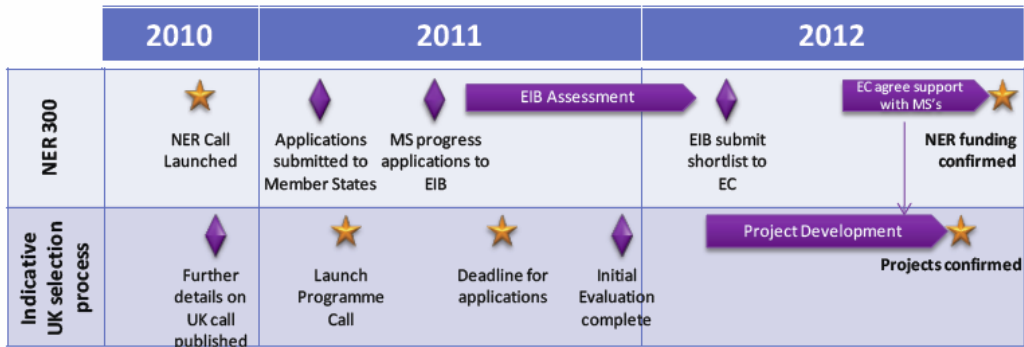 2010
2011
2012
NER 300
EIB Assessment
EC agree support
with MS's
NER Call
Launched
Applications
submitted to
Member States
MS progress
applications to
EIB
EIB submit
shortlist to
EC
NER funding
confirmed
Indicative
UK selection
process
Project Development
Projects confirmed
Further
details on
UK call
published
Launch
Programme
Call
Deadline for
applications
Initial
Evaluation
complete